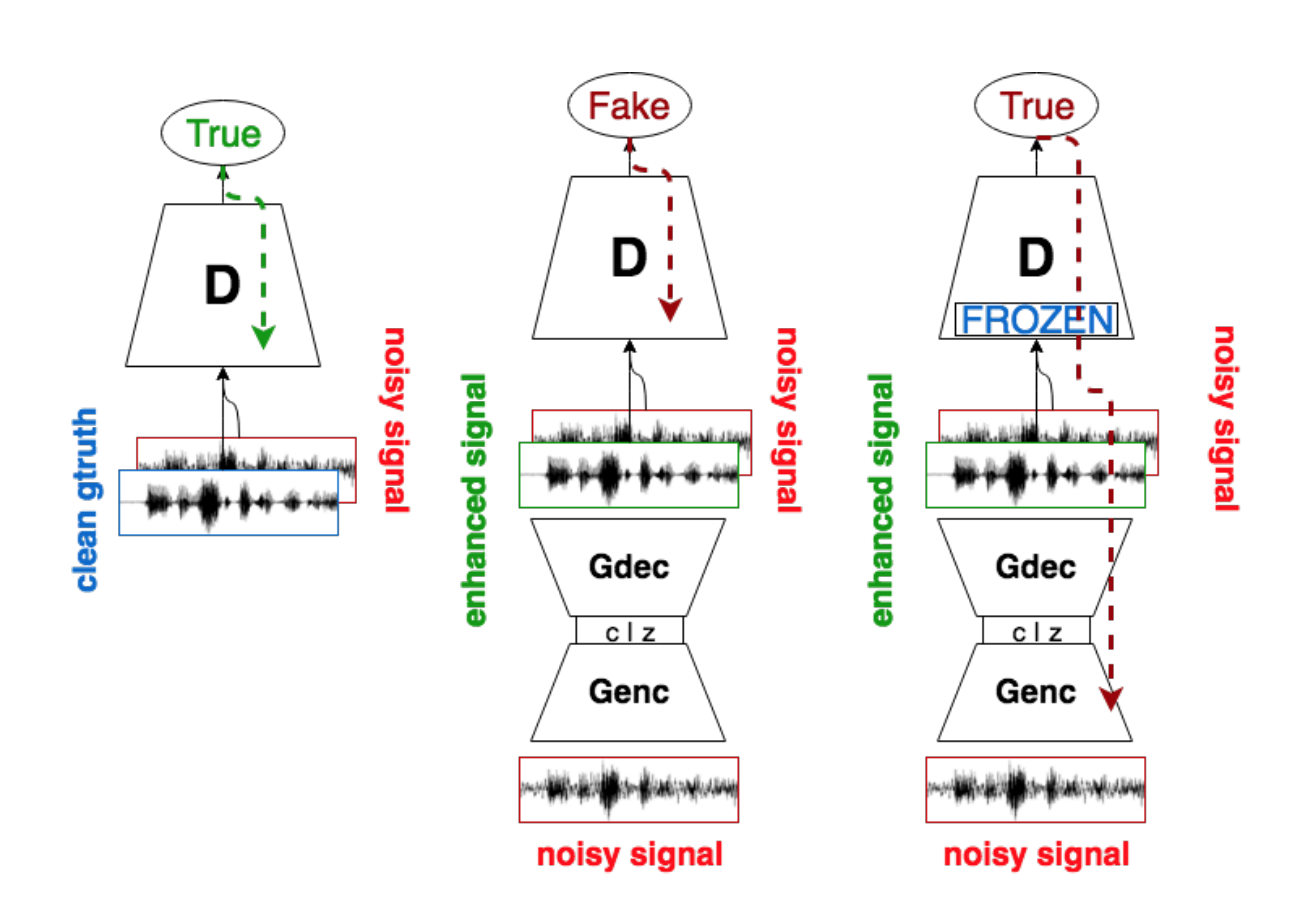 True
D
clean gtruth
noisy signal
Fake
D
enhanced signal
noisy signal
Gdec
c | z
Genc
noisy signal
True
D
FROZEN
enhanced signal
noisy signal
Gdec
c | z
Genc
noisy signal